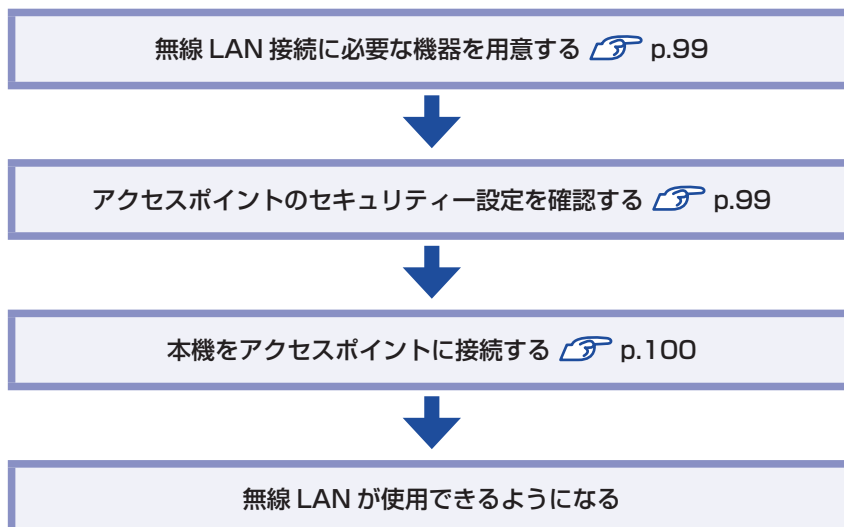 無線 LAN 接続に必要な機器を用意する p.99
アクセスポイントのセキュリティー設定を確認する p.99
本機をアクセスポイントに接続する p.100
無線 LAN が使用できるようになる